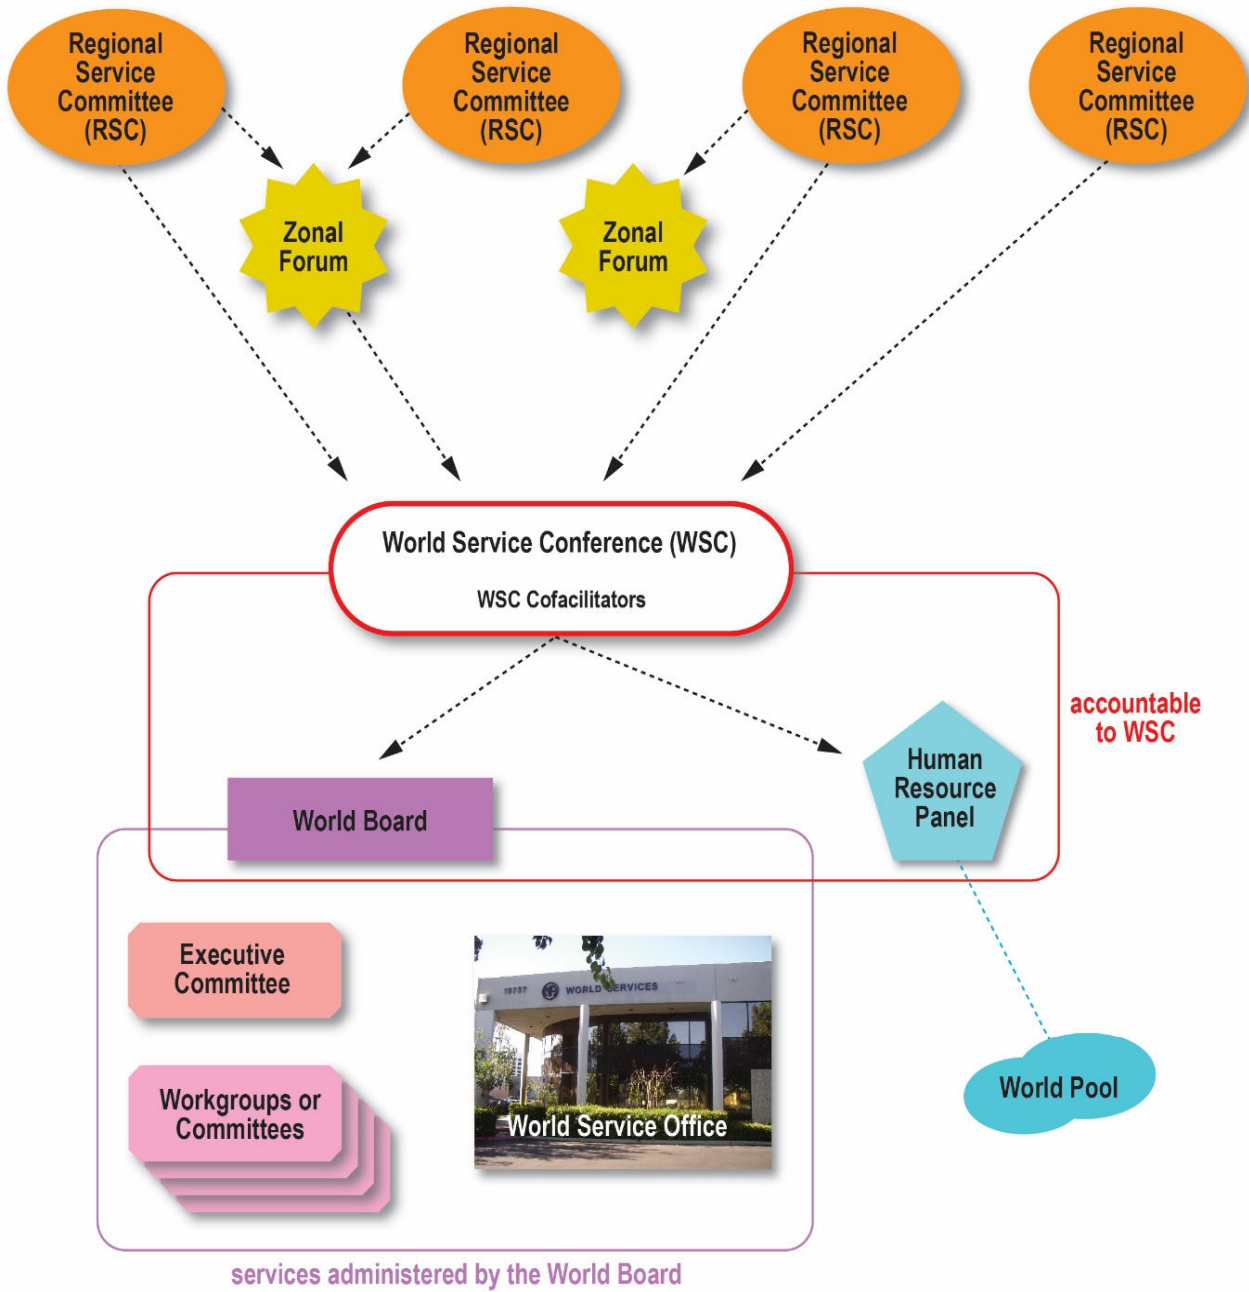 Regional
Service
Committee
(RSC)
Regional
Service
Committee
(RSC)
Regional
Service
Committee
(RSC)
Regional
Service
Committee
(RSC)
Zonal
Forum
Zonal
Forum
World Service Conference (WSC)
WSC Cofacilitators
accountable
to WSC
Human
Resource
Panel
World Board
Executive
Committee
WORLD SERVICES
World Service Office
Workgroups or
Committees
World Pool
services administered by the World Board